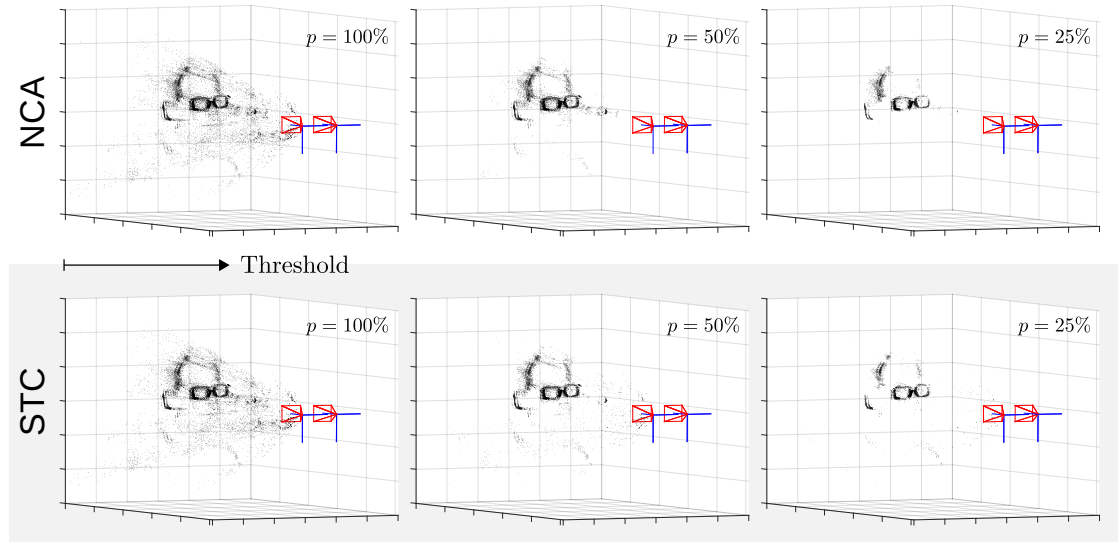 NCA
p = 100%
p = 50%
p = 25%
Threshold
STC
p = 100%
p = 50%
p = 25%